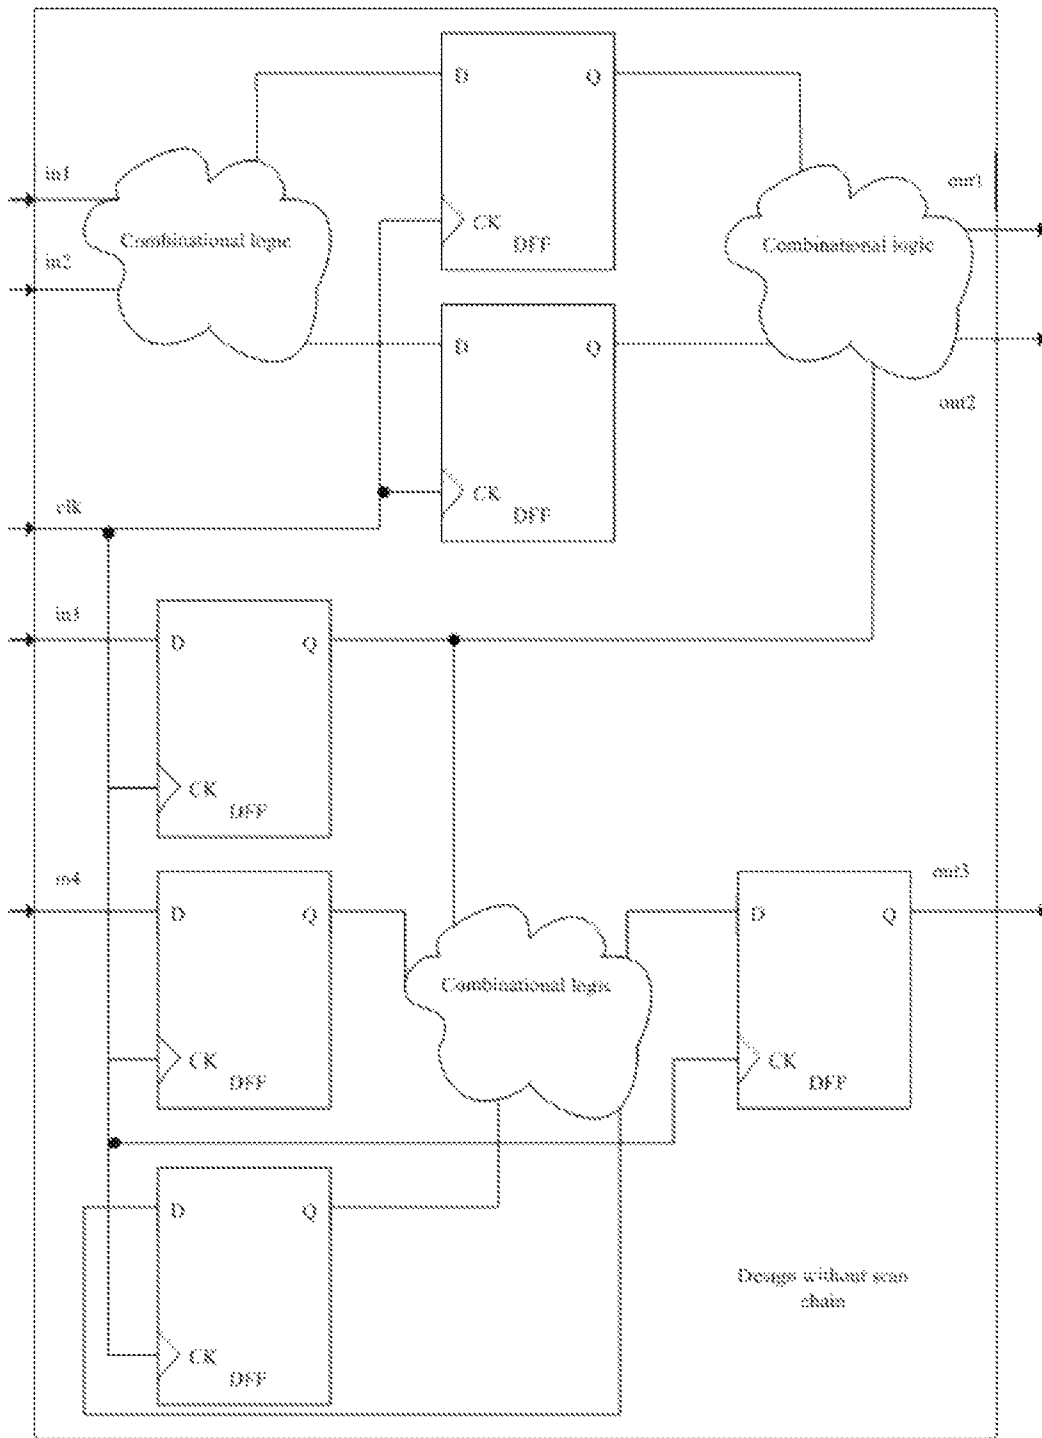 D Q
in1
out1
CK
Combinational logic
Combinational logic
DFF
in2
D Q
out2
CK
clk
DFF
in3
D Q
CK
DFF
in4
out3
D Q
D Q
Combinational logic
CK
CK
DFF
DFF
D Q
Design without scan
chain
CK
DFF